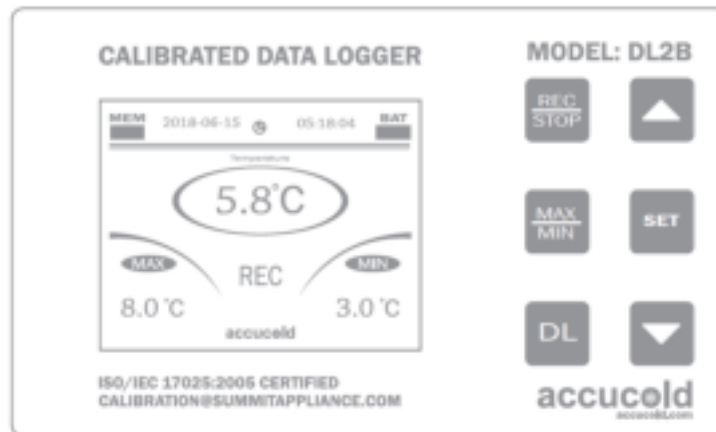 CALIBRATED DATA LOGGER
MODEL: DL2B
MEM 2018-06-15 05:18:04 BAT
Temperature
5.8°C
MAX
REC
MIN
8.0 °C
3.0 °C
accucold
ISO/IEC 17025:2005 CERTIFIED
CALIBRATION@SUMMITAPPLIANCE.COM
REC
STOP
MAX
MIN
SET
DL
accucold
accucold.com